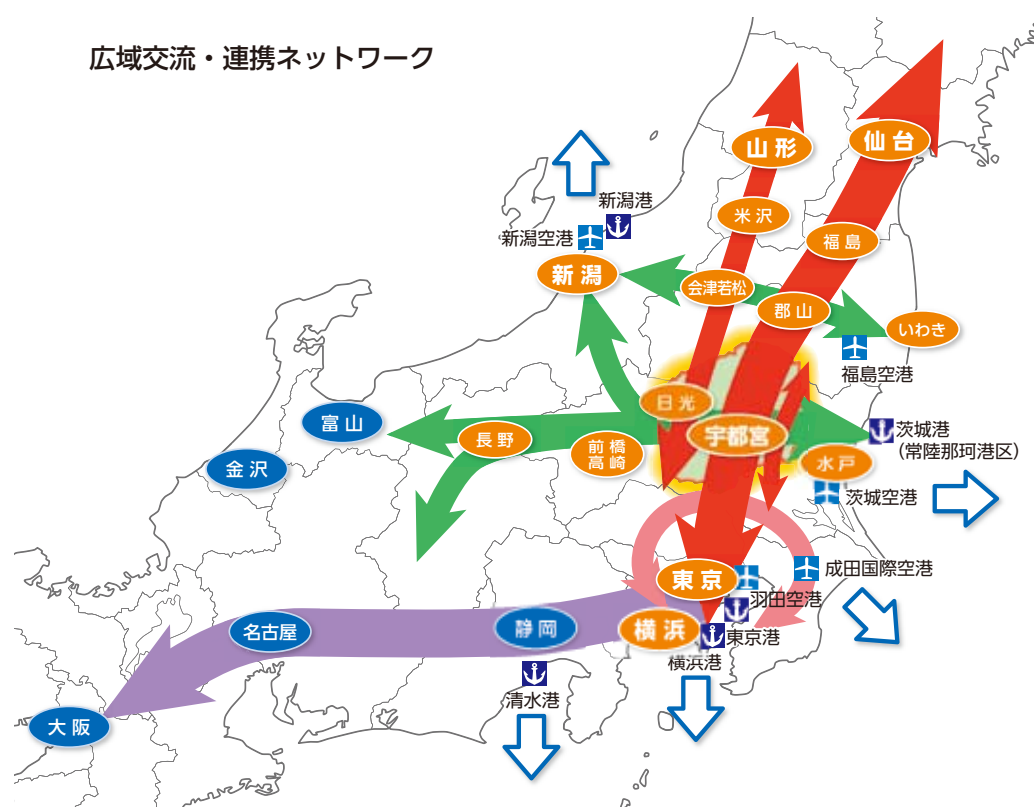 広域交流・連携ネットワーク
山形
仙台
新潟港
米沢
新潟空港
福島
新潟
会津若松
郡山
いわき
福島空港
日光
富山
茨城港
(常陸那珂港区)
宇都宮
長野
前橋
高崎
水戸
金沢
茨城空港
成田国際空港
東京
羽田空港
名古屋
静岡
横浜
東京港
横浜港
清水港
大阪